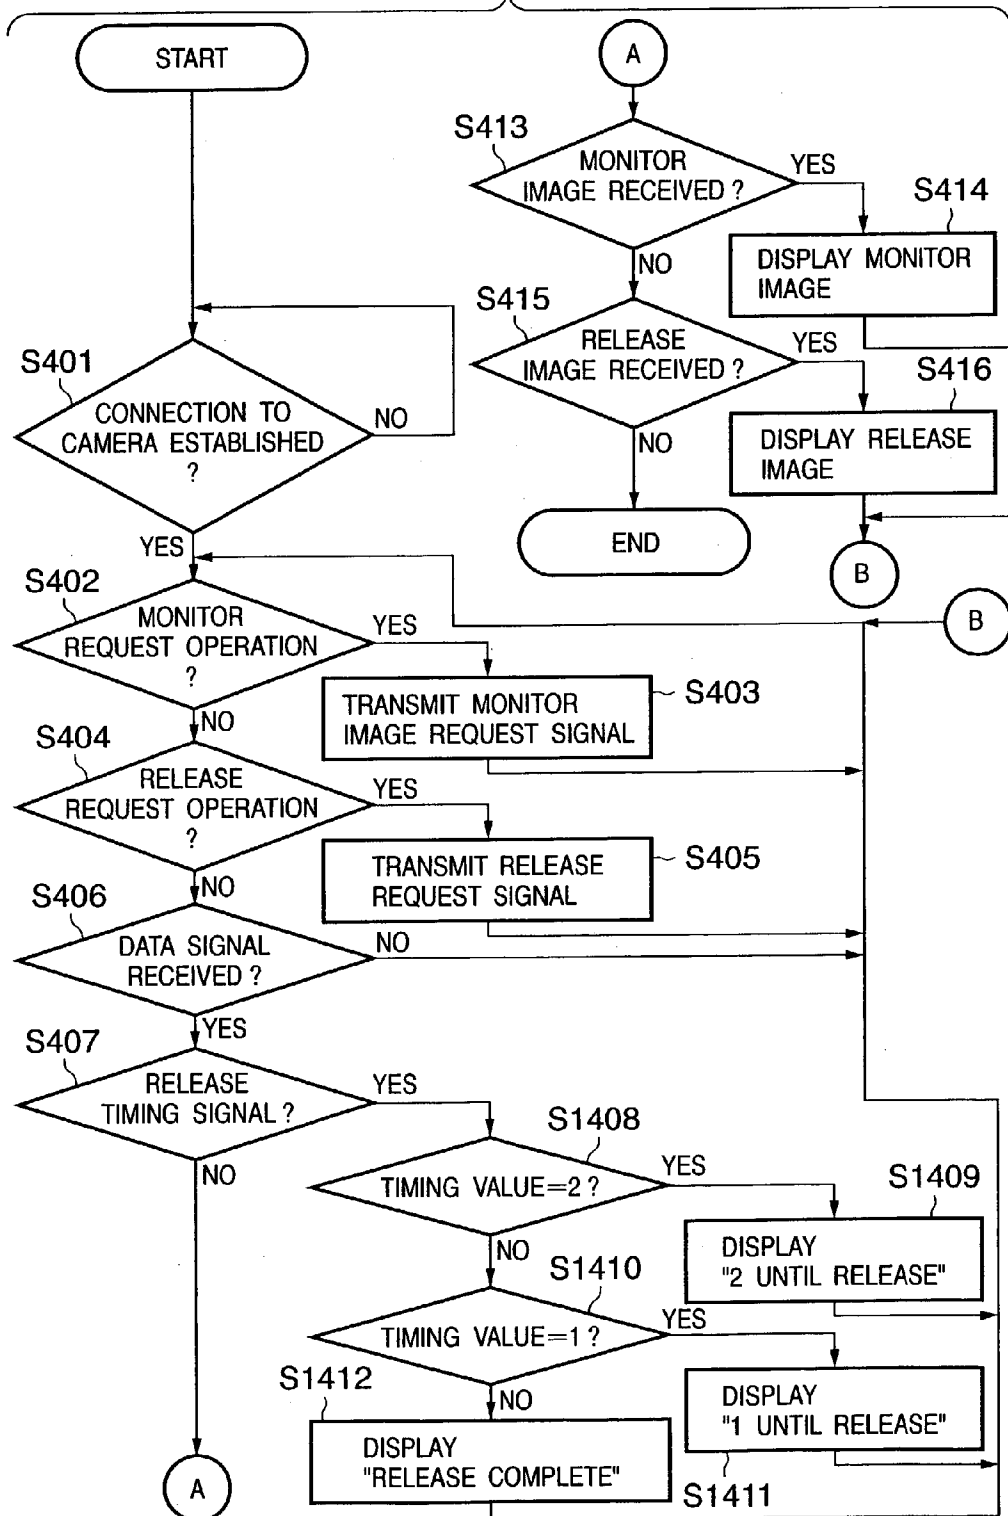 START
S401
CONNECTION TO
CAMERA ESTABLISHED
?
NO
YES
S402
MONITOR
REQUEST OPERATION
?
YES
S403
TRANSMIT MONITOR
IMAGE REQUEST SIGNAL
NO
S404
RELEASE
REQUEST OPERATION
?
YES
S405
TRANSMIT RELEASE
REQUEST SIGNAL
NO
S406
DATA SIGNAL
RECEIVED ?
NO
YES
S407
RELEASE
TIMING SIGNAL ?
YES
NO
A
S1408
TIMING VALUE=2 ?
YES
S1409
DISPLAY
"2 UNTIL RELEASE"
NO
S1410
TIMING VALUE=1 ?
YES
DISPLAY
"1 UNTIL RELEASE"
S1411
NO
S1412
DISPLAY
"RELEASE COMPLETE"
A
S413
MONITOR
IMAGE RECEIVED ?
YES
S414
DISPLAY MONITOR
IMAGE
NO
S415
RELEASE
IMAGE RECEIVED ?
YES
S416
DISPLAY RELEASE
IMAGE
NO
END
B
B